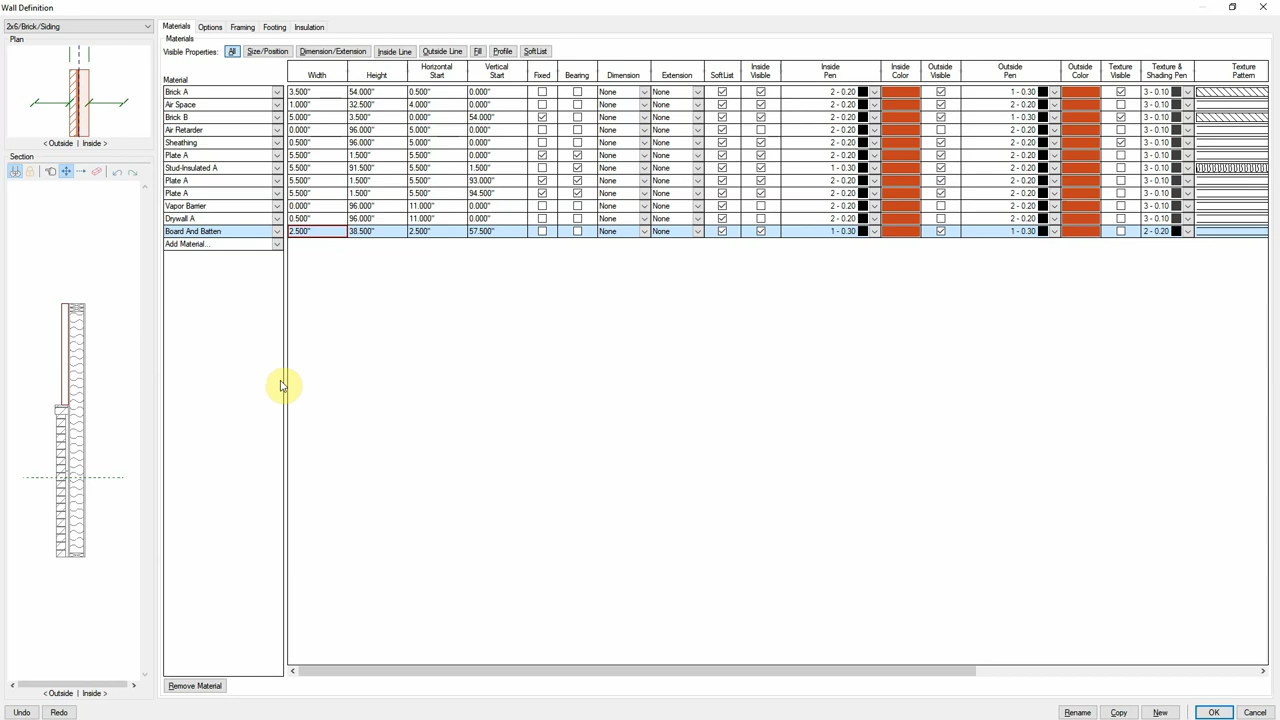 Wall Definition
2x6/Brick/Siding
Plan
< Outside | Inside >
Section
< Outside | Inside >
Undo Redo
Materials Options Framing Footing Insulation
Materials
Visible Properties: All Size/Position Dimension/Extension Inside Line Outside Line Fill Profile SoftList
Material Width Height Horizontal Start Vertical Start Fixed Bearing Dimension Extension SoftList Inside Visible Inside Pen Inside Color Outside Visible Outside Pen Outside Color Texture Visible Texture & Shading Pen Texture Pattern
Brick A 3.500" 54.000" 0.500" 0.000" None None 2 - 0.20 1 - 0.30 3 - 0.10
Air Space 1.000" 32.500" 4.000" 0.000" None None 2 - 0.20 2 - 0.20 3 - 0.10
Brick B 5.000" 3.500" 0.000" 54.000" None None 2 - 0.20 1 - 0.30 3 - 0.10
Air Retarder 0.000" 96.000" 5.000" 0.000" None None 2 - 0.20 2 - 0.20 3 - 0.10
Sheathing 0.500" 96.000" 5.000" 0.000" None None 2 - 0.20 2 - 0.20 3 - 0.10
Plate A 5.500" 1.500" 5.500" 0.000" None None 2 - 0.20 2 - 0.20 3 - 0.10
Stud-Insulated A 5.500" 91.500" 5.500" 1.500" None None 1 - 0.30 2 - 0.20 3 - 0.10
Plate A 5.500" 1.500" 5.500" 93.000" None None 2 - 0.20 2 - 0.20 3 - 0.10
Plate A 5.500" 1.500" 5.500" 94.500" None None 2 - 0.20 2 - 0.20 3 - 0.10
Vapor Barrier 0.000" 96.000" 11.000" 0.000" None None 2 - 0.20 2 - 0.20 3 - 0.10
Drywall A 0.500" 96.000" 11.000" 0.000" None None 2 - 0.20 2 - 0.20 3 - 0.10
Board And Batten 2.500" 38.500" 2.500" 57.500" None None 1 - 0.30 1 - 0.30 2 - 0.20
Add Material...
Remove Material
Rename Copy New OK Cancel